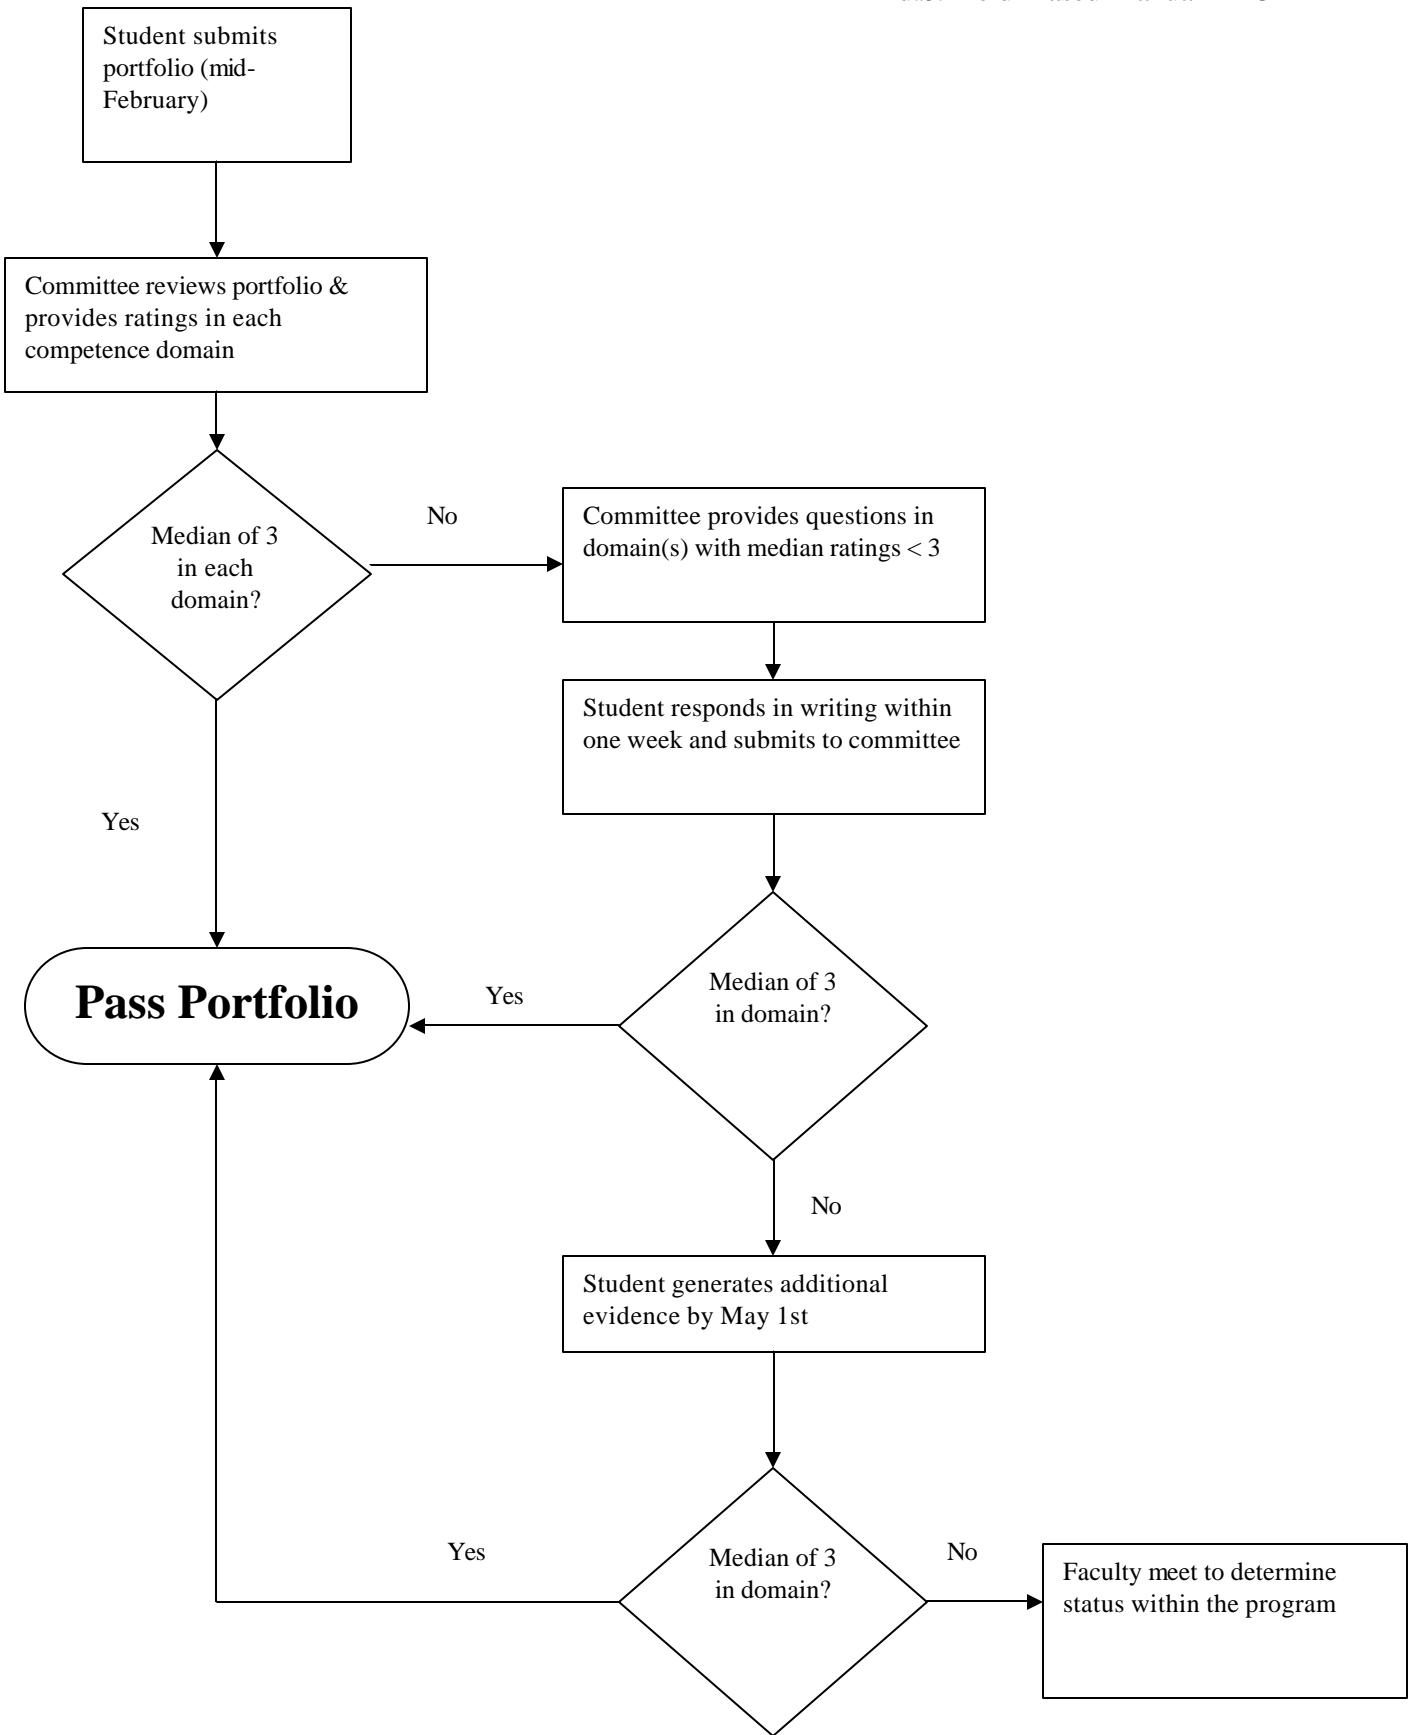 Student submits
portfolio (mid-
February)
Committee reviews portfolio &
provides ratings in each
competence domain
Median of 3
in each
domain?
No
Committee provides questions in
domain(s) with median ratings < 3
Student responds in writing within
one week and submits to committee
Yes
Pass Portfolio
Yes
Median of 3
in domain?
No
Student generates additional
evidence by May 1st
Yes
Median of 3
in domain?
No
Faculty meet to determine
status within the program